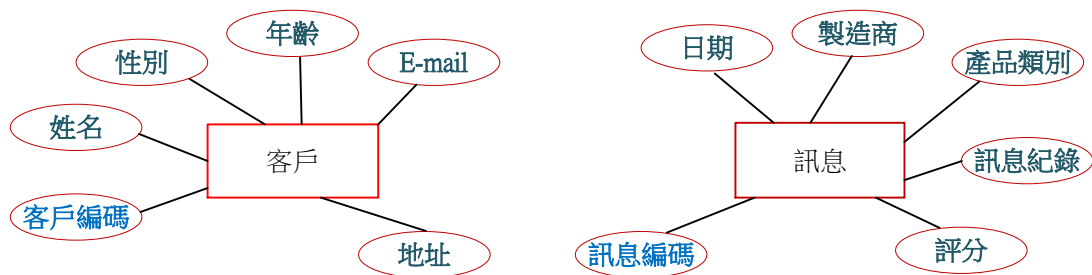 年齡
製造商
日期
性別
E-mail
產品類別
姓名
客戶
訊息
訊息紀錄
客戶編碼
地址
訊息編碼
評分